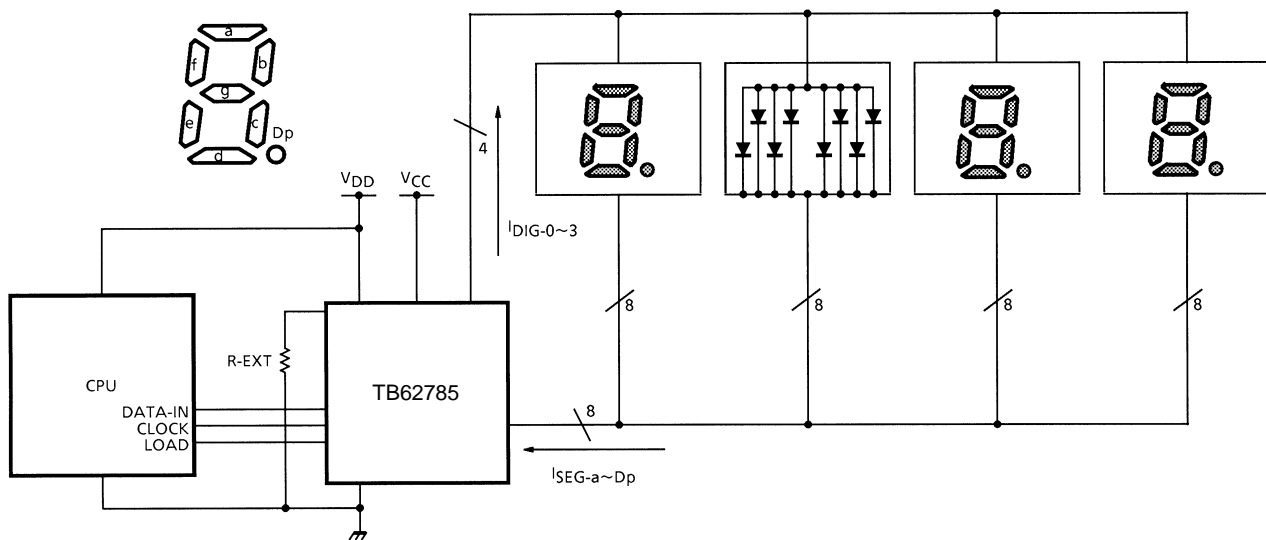 a
f
b
g
e
c
d
Dp
4
VDD
VCC
IDIG-0~3
8
8
8
8
R-EXT
CPU
TB62785
DATA-IN
CLOCK
LOAD
8
ISEG-a~Dp